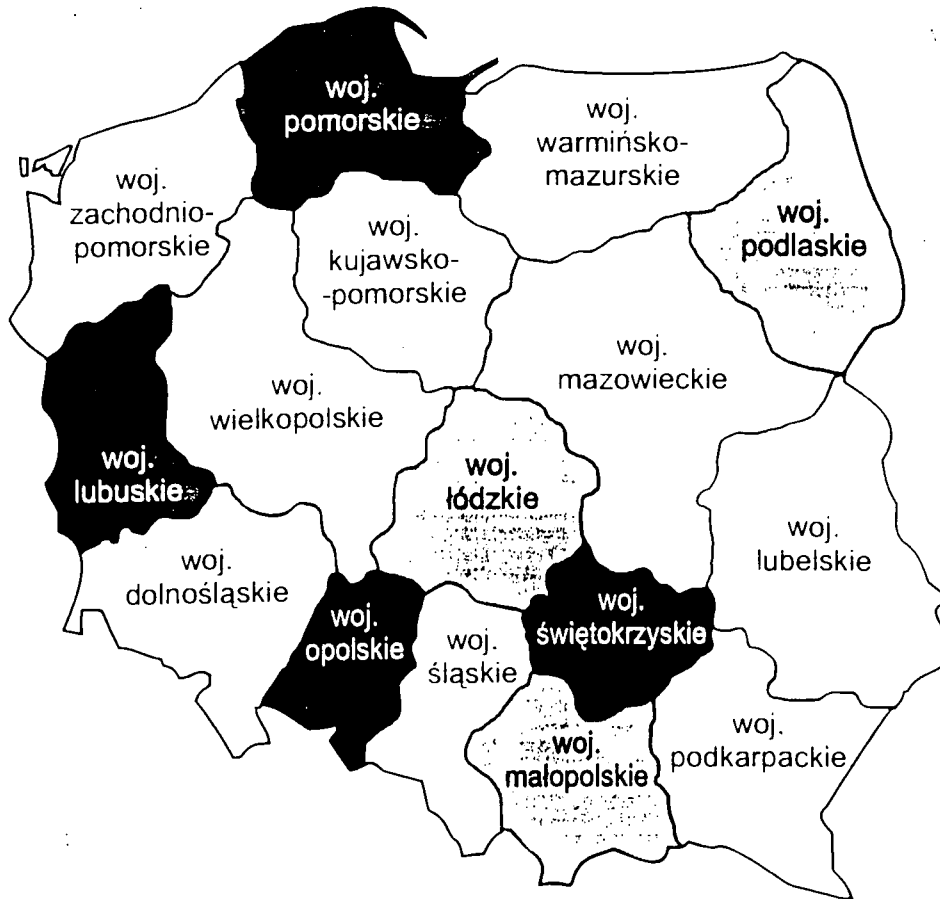 woj.
pomorskie
woj.
warmińsko-
mazurskie
woj.
zachodnio-
pomorskie
woj.
kujawsko-
-pomorskie
woj.
podlaskie
woj.
mazowieckie
woj.
wielkopolskie
woj.
lubuskie
woj.
łódzkie
woj.
lubelskie
woj.
dolnośląskie
woj.
opolskie
woj.
śląskie
woj.
świętokrzyskie
woj.
małopolskie
woj.
podkarpackie